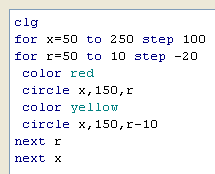 clg
for x=50 to 250 step 100
for r=50 to 10 step -20
color red
circle x,150,r
color yellow
circle x,150,r-10
next r
next x